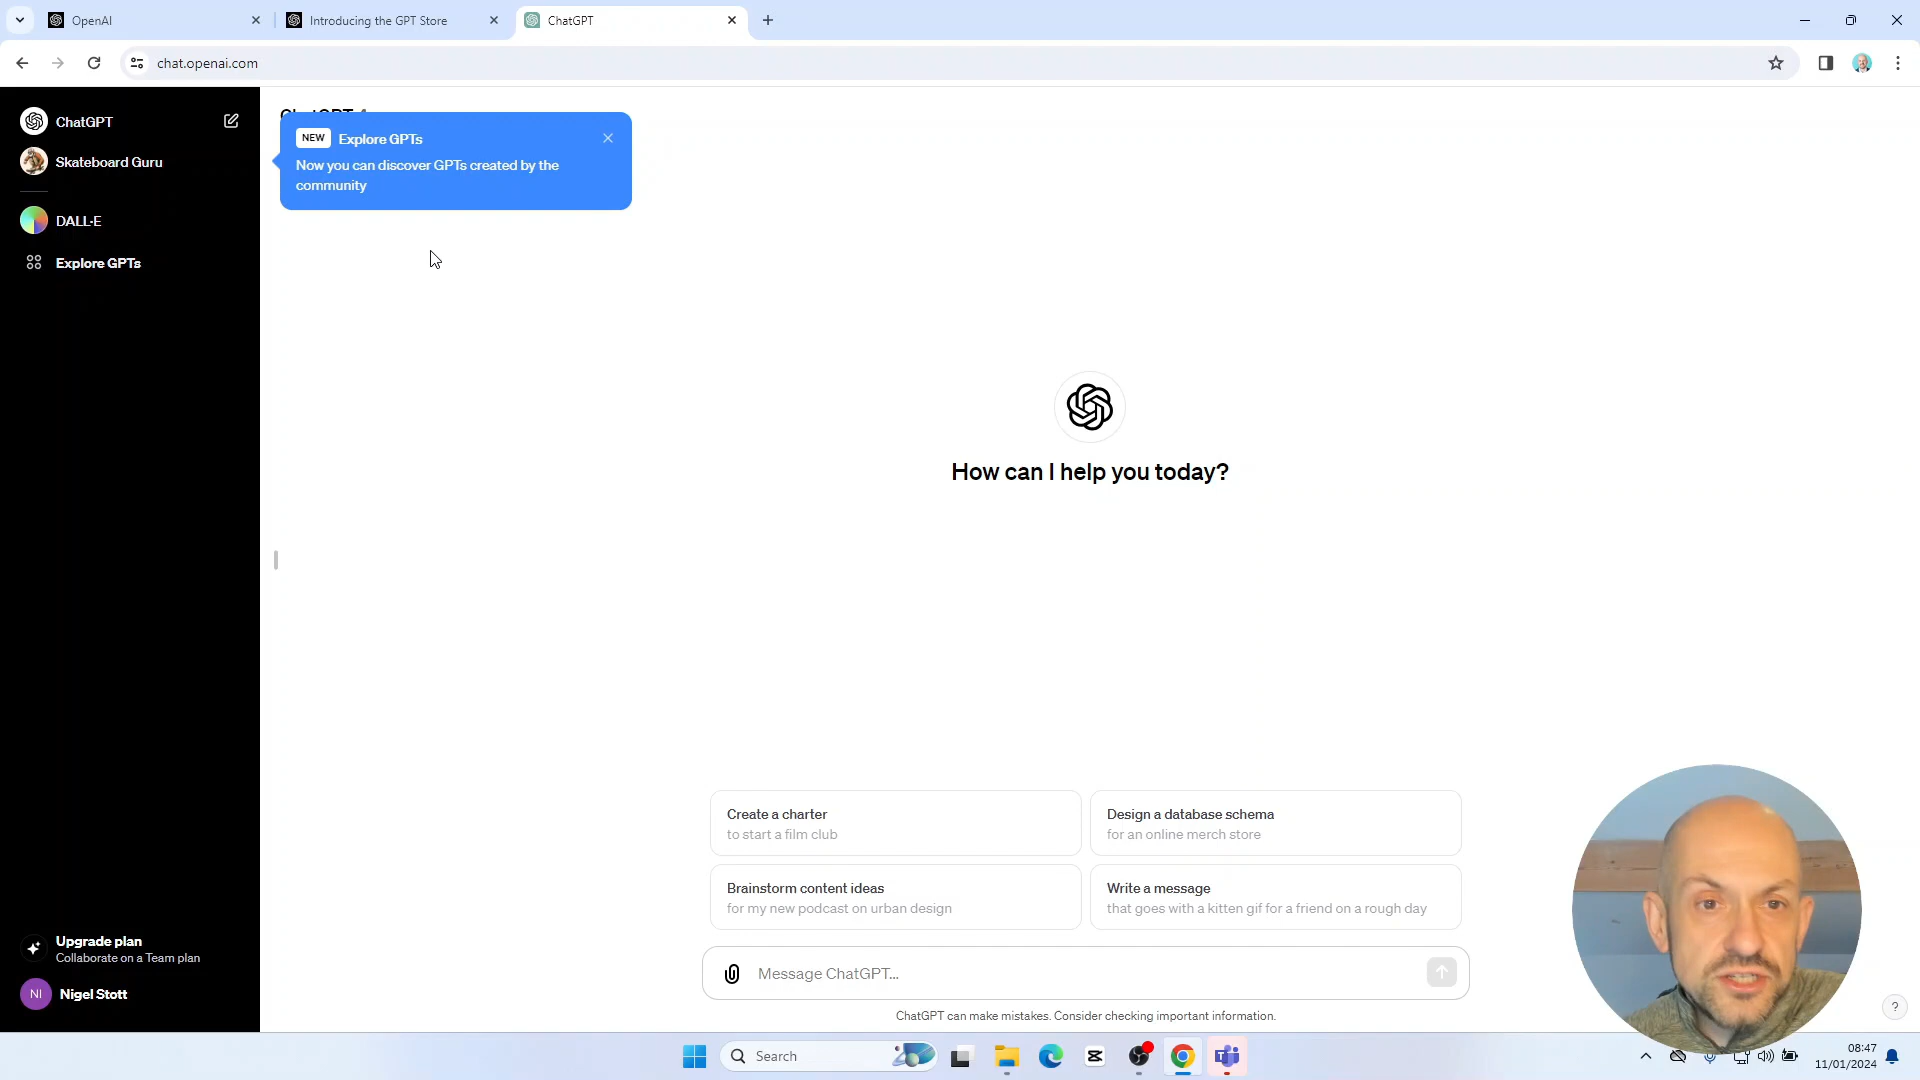 OpenAI
Introducing the GPT Store
ChatGPT
chat.openai.com
ChatGPT
Skateboard Guru
DALL·E
Explore GPTs
NEW Explore GPTs
Now you can discover GPTs created by the
community
How can I help you today?
Create a charter
to start a film club
Design a database schema
for an online merch store
Brainstorm content ideas
for my new podcast on urban design
Write a message
that goes with a kitten gif for a friend on a rough day
Message ChatGPT...
ChatGPT can make mistakes. Consider checking important information.
?
Upgrade plan
Collaborate on a Team plan
NI Nigel Stott
Search
08:47
11/01/2024